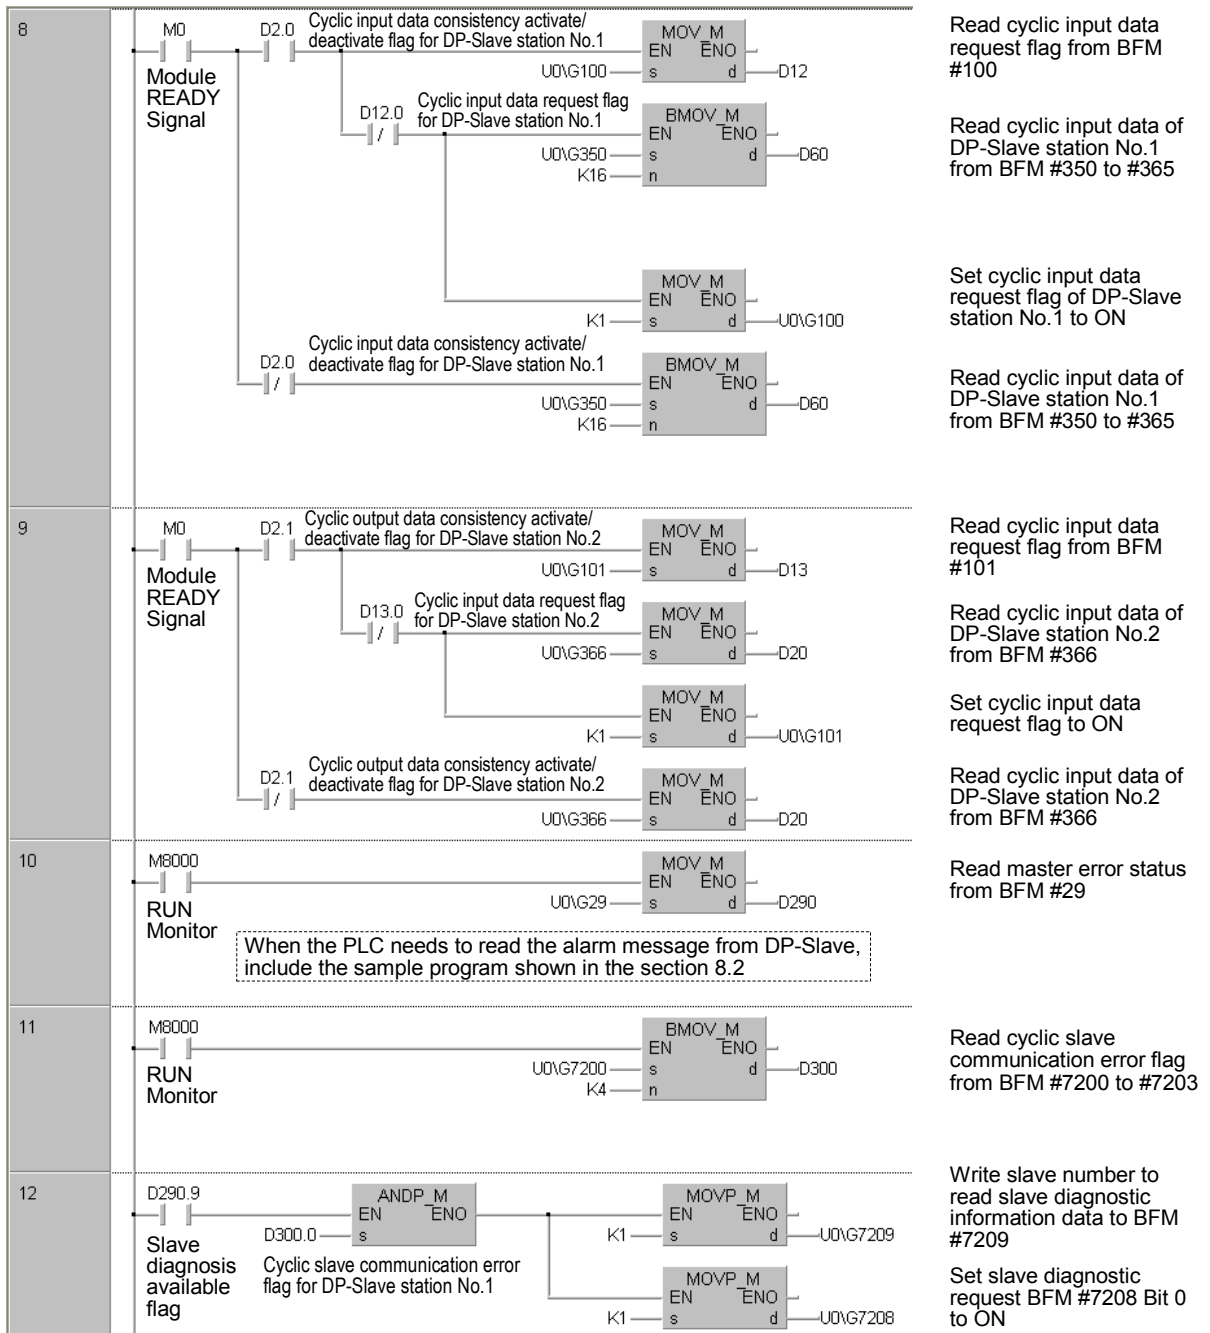 8
M0
D2.0
Cyclic input data consistency activate/
deactivate flag for DP-Slave station No.1
MOV_M
EN ENO
U0\G100
s d
D12
Read cyclic input data
request flag from BFM
#100
Module
READY
Signal
D12.0
Cyclic input data request flag
for DP-Slave station No.1
BMOV_M
EN ENO
U0\G350
s d
D60
K16
n
Read cyclic input data of
DP-Slave station No.1
from BFM #350 to #365
MOV_M
EN ENO
K1
s d
U0\G100
Set cyclic input data
request flag of DP-Slave
station No.1 to ON
D2.0
Cyclic input data consistency activate/
deactivate flag for DP-Slave station No.1
BMOV_M
EN ENO
U0\G350
s d
D60
K16
n
Read cyclic input data of
DP-Slave station No.1
from BFM #350 to #365
9
M0
D2.1
Cyclic output data consistency activate/
deactivate flag for DP-Slave station No.2
MOV_M
EN ENO
U0\G101
s d
D13
Read cyclic input data
request flag from BFM
#101
Module
READY
Signal
D13.0
Cyclic input data request flag
for DP-Slave station No.2
MOV_M
EN ENO
U0\G366
s d
D20
Read cyclic input data of
DP-Slave station No.2
from BFM #366
MOV_M
EN ENO
K1
s d
U0\G101
Set cyclic input data
request flag to ON
D2.1
Cyclic output data consistency activate/
deactivate flag for DP-Slave station No.2
MOV_M
EN ENO
U0\G366
s d
D20
Read cyclic input data of
DP-Slave station No.2
from BFM #366
10
M8000
RUN
Monitor
MOV_M
EN ENO
U0\G29
s d
D290
Read master error status
from BFM #29
When the PLC needs to read the alarm message from DP-Slave,
include the sample program shown in the section 8.2
11
M8000
RUN
Monitor
BMOV_M
EN ENO
U0\G7200
s d
D300
K4
n
Read cyclic slave
communication error flag
from BFM #7200 to #7203
12
D290.9
Slave
diagnosis
available
flag
ANDP_M
EN ENO
D300.0
s
Cyclic slave communication error
flag for DP-Slave station No.1
MOVP_M
EN ENO
K1
s d
U0\G7209
Write slave number to
read slave diagnostic
information data to BFM
#7209
MOVP_M
EN ENO
K1
s d
U0\G7208
Set slave diagnostic
request BFM #7208 Bit 0
to ON